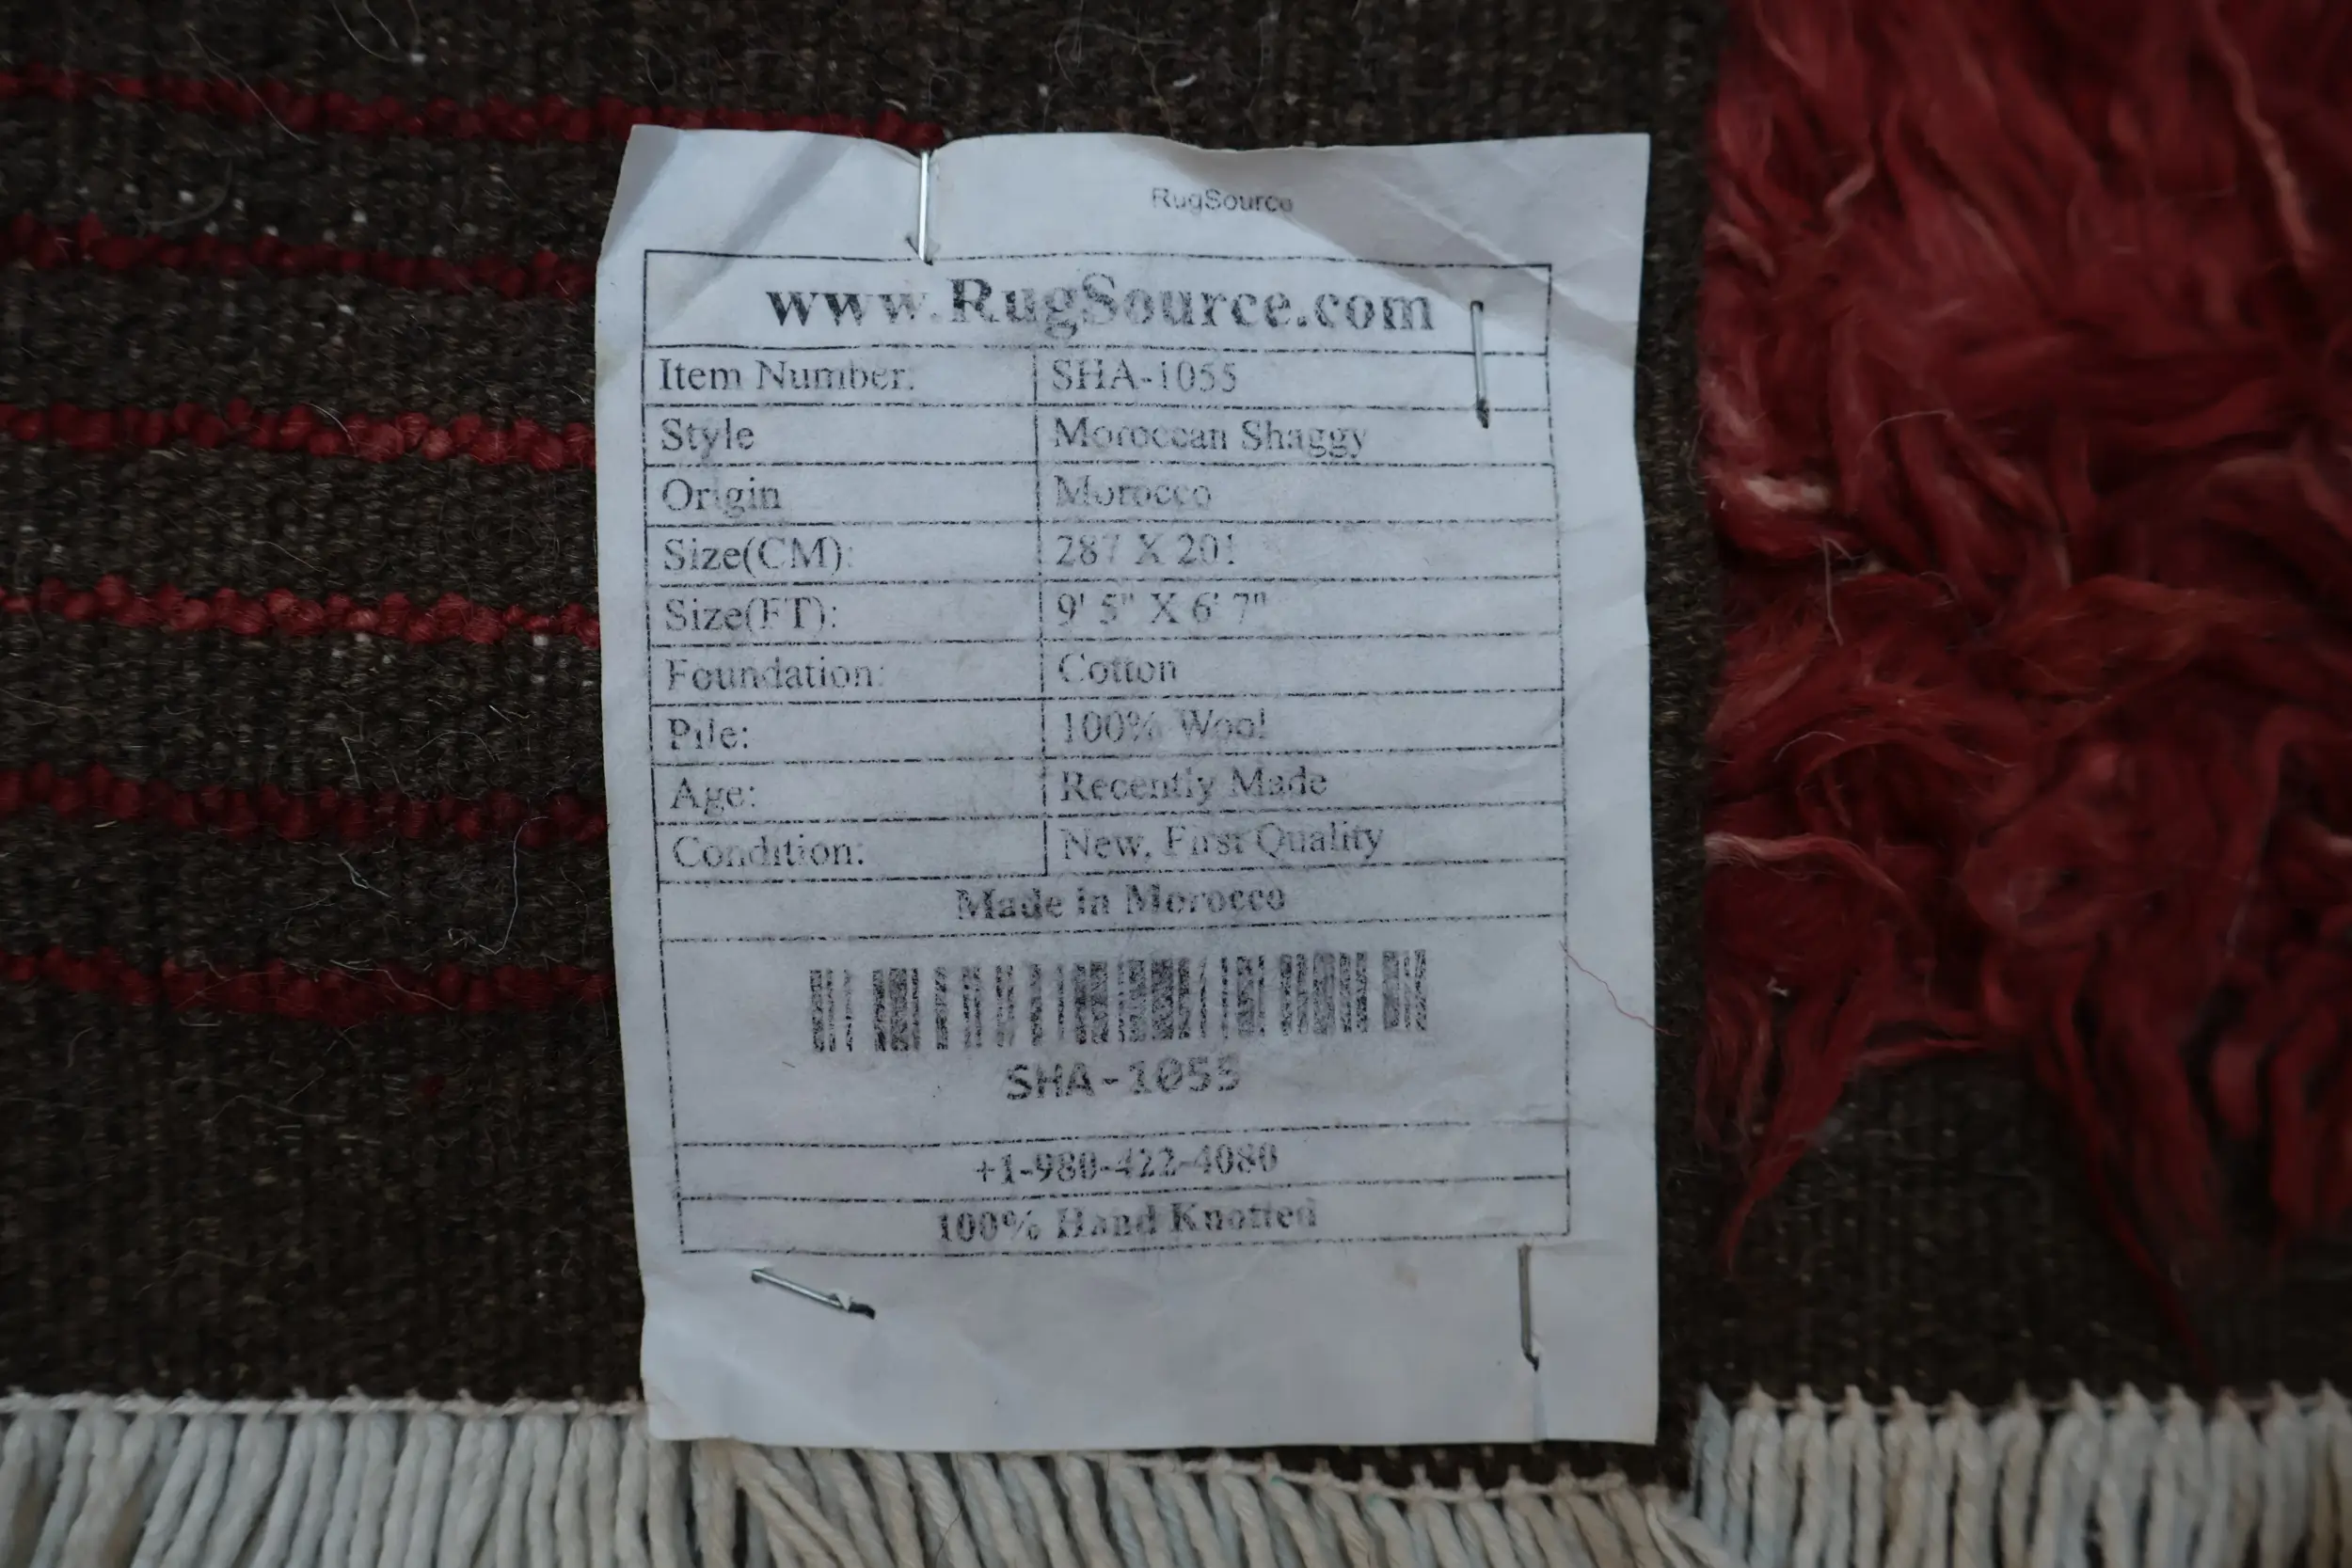 RugSource
www.RugSource.com
Item Number: SHA-1055
Style Moroccan Shaggy
Origin Morocco
Size(CM): 287 X 201
Size(FT): 9' 5" X 6' 7"
Foundation: Cotton
Pile: 100% Wool
Age: Recently Made
Condition: New, First Quality
Made in Morocco
SHA-1055
+1-980-422-4080
100% Hand Knotted